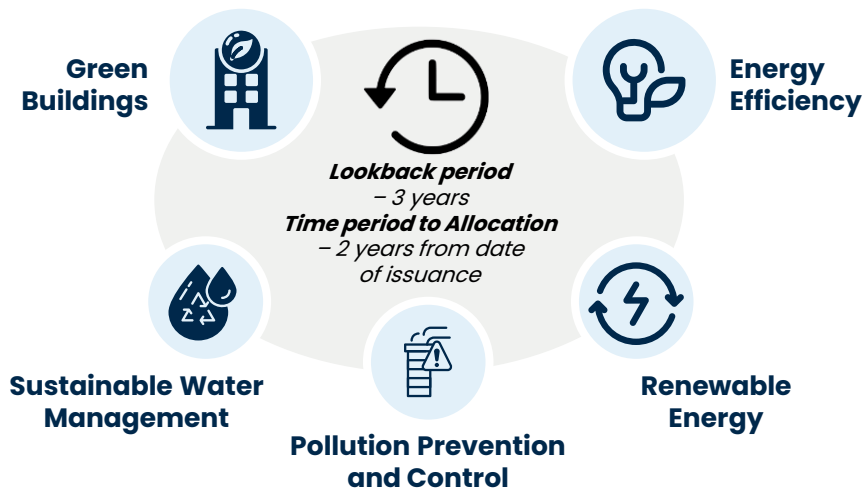 Green
Buildings
Energy
Efficiency
Lookback period
– 3 years
Time period to Allocation
– 2 years from date
of issuance
Sustainable Water
Management
Renewable
Energy
Pollution Prevention
and Control